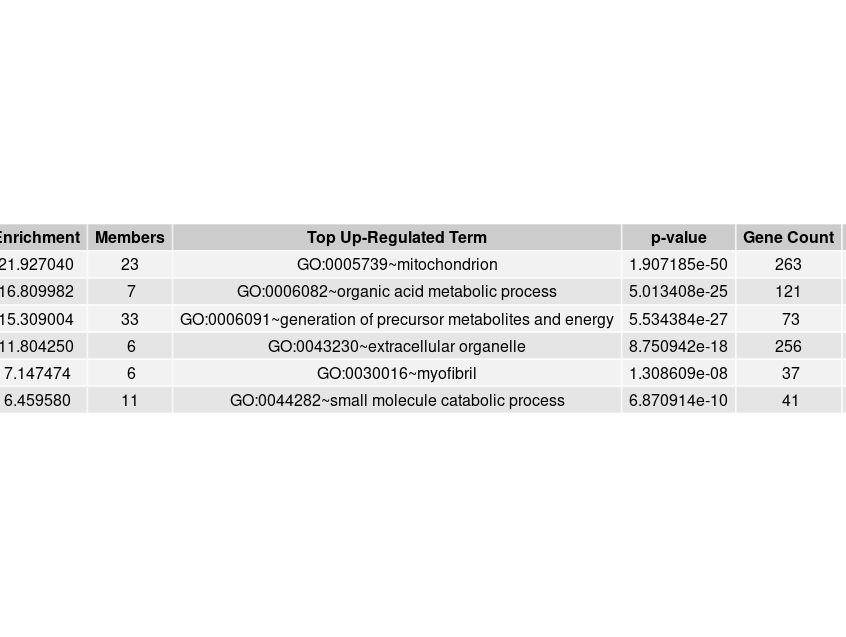 Enrichment Members Top Up-Regulated Term p-value Gene Count
21.927040 23 GO:0005739~mitochondrion 1.907185e-50 263
16.809982 7 GO:0006082~organic acid metabolic process 5.013408e-25 121
15.309004 33 GO:0006091~generation of precursor metabolites and energy 5.534384e-27 73
11.804250 6 GO:0043230~extracellular organelle 8.750942e-18 256
7.147474 6 GO:0030016~myofibril 1.308609e-08 37
6.459580 11 GO:0044282~small molecule catabolic process 6.870914e-10 41